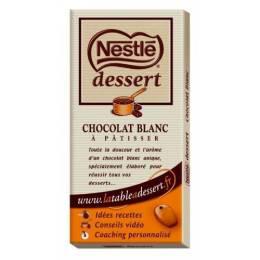 Nestlé
dessert
CHOCOLAT BLANC
À PÂTISSER
Toute la douceur et l'arôme
d'un chocolat blanc unique,
spécialement élaboré pour
réussir tous vos
desserts...
www.latableadessert.fr
Idées recettes
Conseils vidéo
Coaching personnalisé